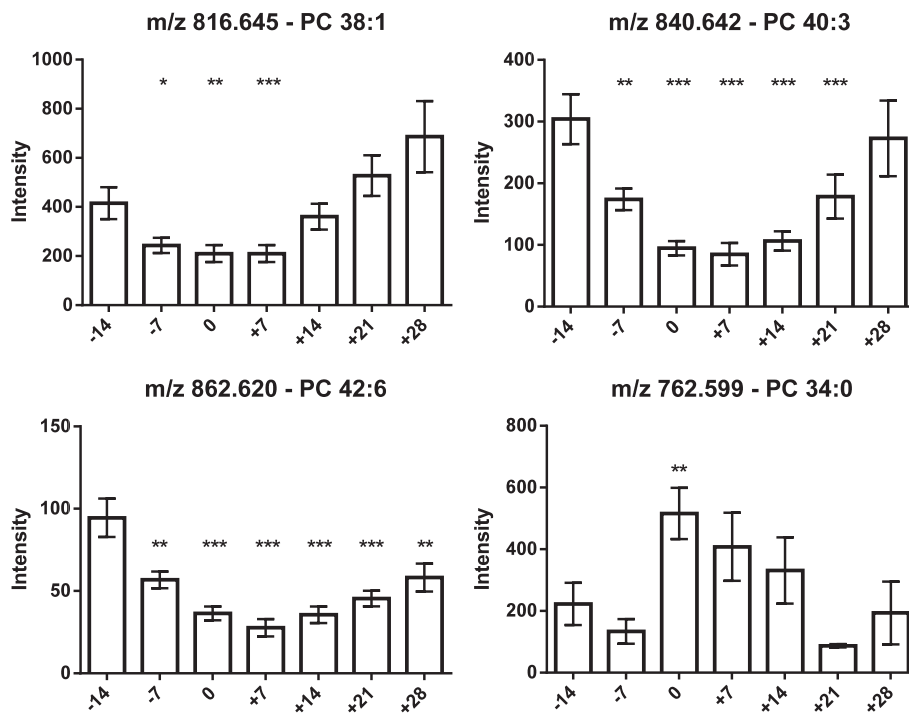 m/z 816.645 - PC 38:1
1000
800
600
400
200
0
Intensity
* ** ***
-14 -7 0 +7 +14 +21 +28
m/z 840.642 - PC 40:3
400
300
200
100
0
Intensity
** *** *** *** ***
-14 -7 0 +7 +14 +21 +28
m/z 862.620 - PC 42:6
150
100
50
0
Intensity
** *** *** *** *** **
-14 -7 0 +7 +14 +21 +28
m/z 762.599 - PC 34:0
800
600
400
200
0
Intensity
**
-14 -7 0 +7 +14 +21 +28